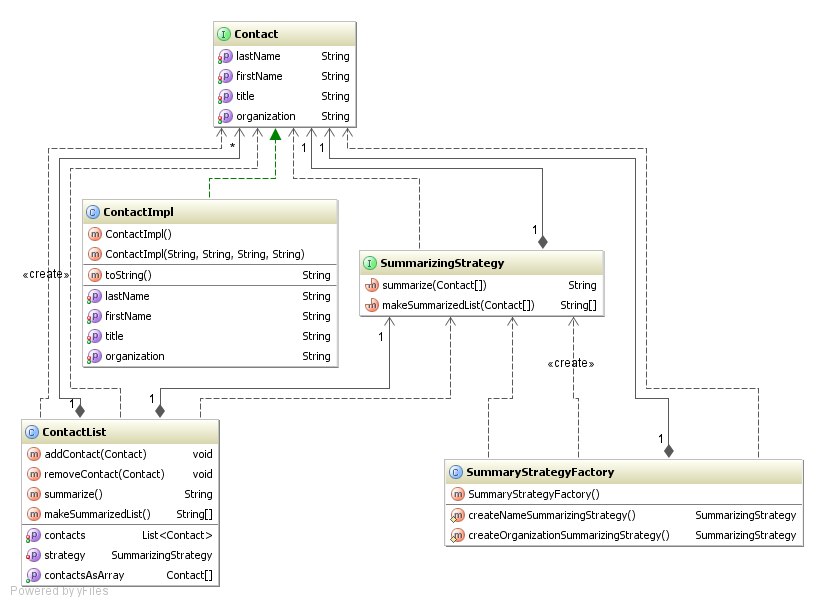 Contact
lastName String
firstName String
title String
organization String
* 1 1
ContactImpl
ContactImpl()
ContactImpl(String, String, String, String)
toString() String
lastName String
firstName String
title String
organization String
1
SummarizingStrategy
summarize(Contact[]) String
makeSummarizedList(Contact[]) String[]
«create»
1
«create»
1 1
ContactList
addContact(Contact) void
removeContact(Contact) void
summarize() String
makeSummarizedList() String[]
contacts List<Contact>
strategy SummarizingStrategy
contactsAsArray Contact[]
1
SummaryStrategyFactory
SummaryStrategyFactory()
createNameSummarizingStrategy() SummarizingStrategy
createOrganizationSummarizingStrategy() SummarizingStrategy
Powered by yFiles